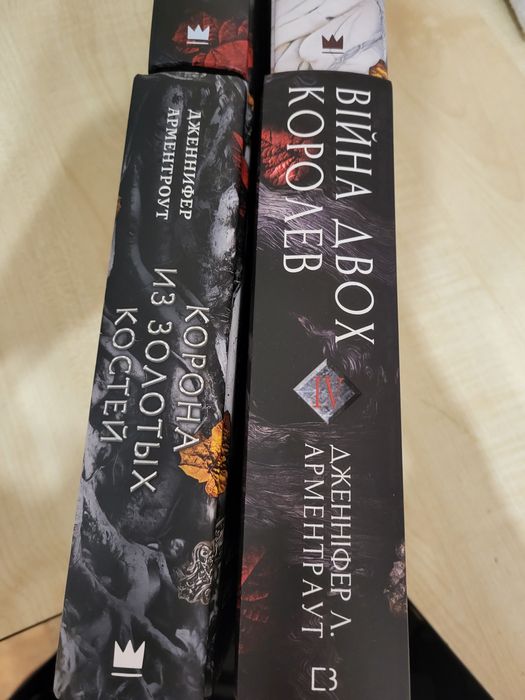 ДЖЕННИФЕР
АРМЕНТРОУТ
КОРОНА
ИЗ ЗОЛОТЫХ
КОСТЕЙ
ВІЙНА ДВОХ
КОРОЛЕВ
IV
ДЖЕННІФЕР Л.
АРМЕНТРАУТ